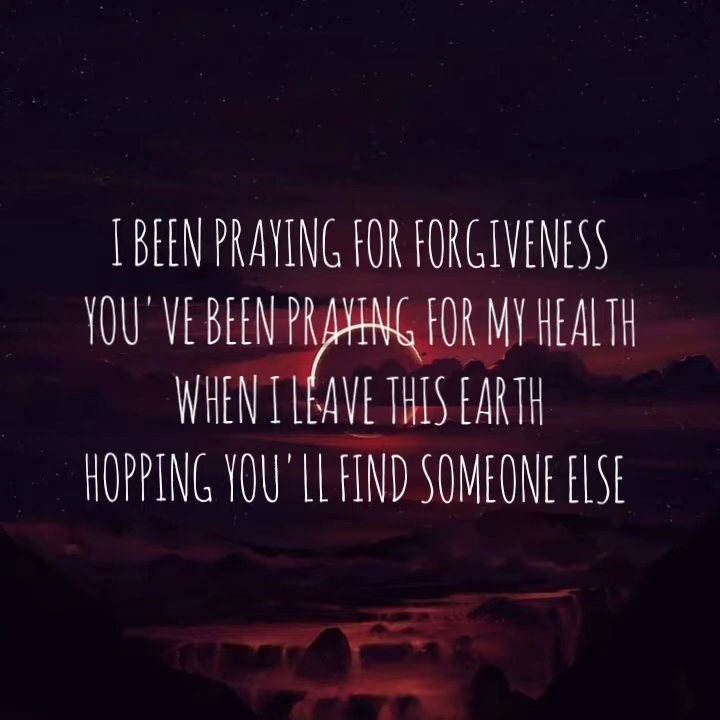 I BEEN PRAYING FOR FORGIVENESS
YOU'VE BEEN PRAYING FOR MY HEALTH
WHEN I LEAVE THIS EARTH
HOPPING YOU'LL FIND SOMEONE ELSE